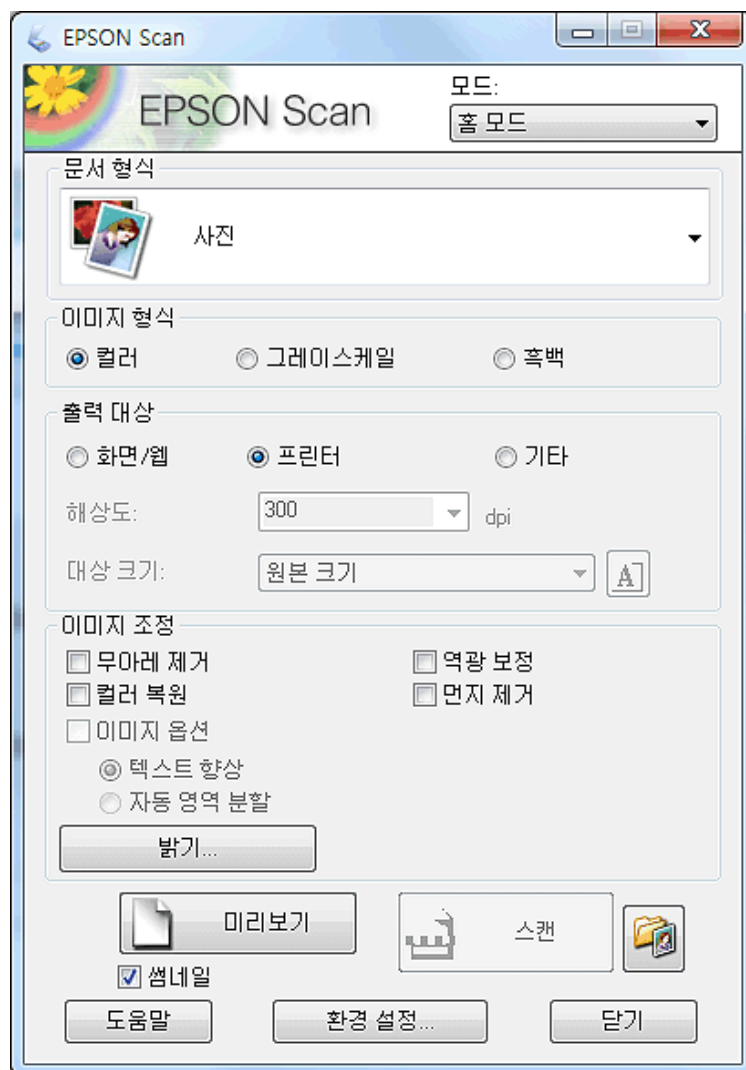 EPSON Scan
EPSON Scan
모드:
홈 모드
문서 형식
사진
이미지 형식
컬러 그레이스케일 흑백
출력 대상
화면/웹 프린터 기타
해상도: 300 dpi
대상 크기: 원본 크기 A
이미지 조정
무아레 제거 역광 보정
컬러 복원 먼지 제거
이미지 옵션
텍스트 향상
자동 영역 분할
밝기...
미리보기 스캔
썸네일
도움말 환경 설정... 닫기